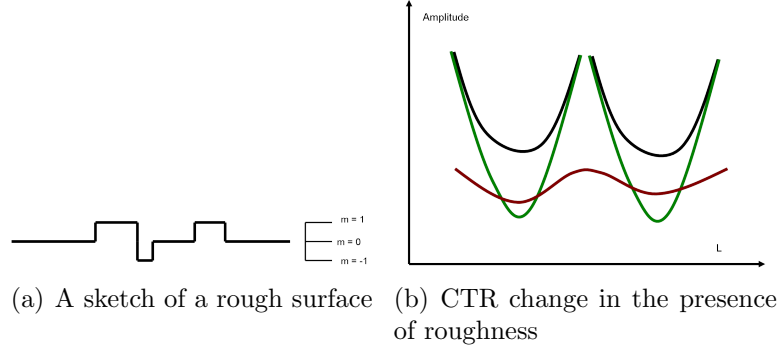 Amplitude
m = 1
m = 0
m = -1
L
(a) A sketch of a rough surface
(b) CTR change in the presence
of roughness